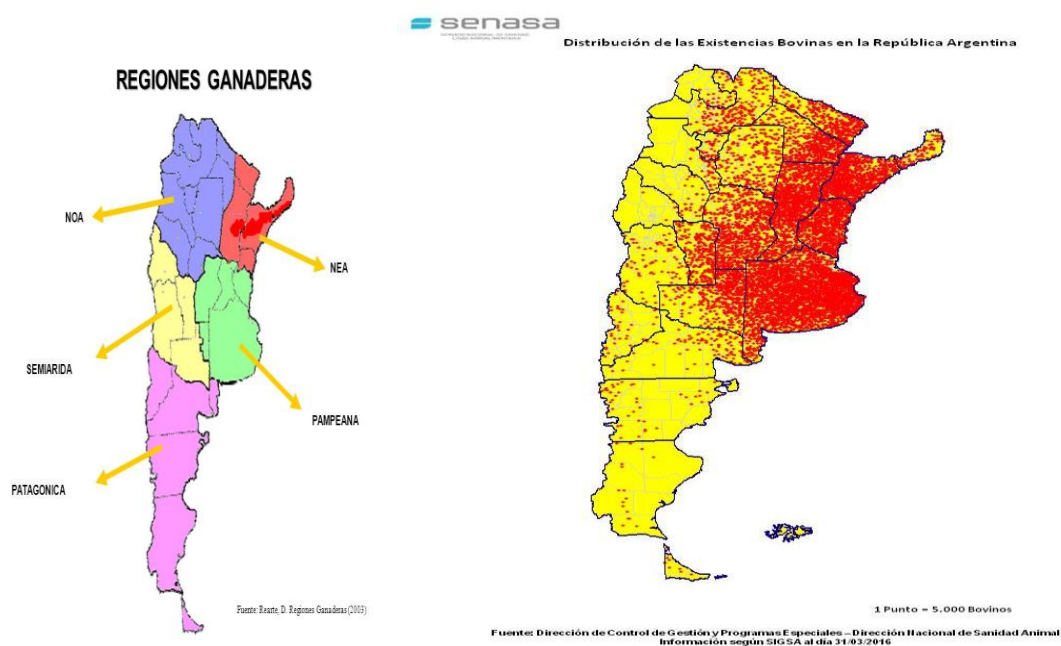 senasa
Distribución de las Existencias Bovinas en la República Argentina
REGIONES GANADERAS
NOA
NEA
SEMIARIDA
PAMPEANA
PATAGONICA
Fuente: Rearte, D. Regiones Ganaderas (2003)
1 Punto = 5.000 Bovinos
Fuente: Dirección de Control de Gestión y Programas Especiales – Dirección Nacional de Sanidad Animal
Información según SIGSA al día 31/03/2016